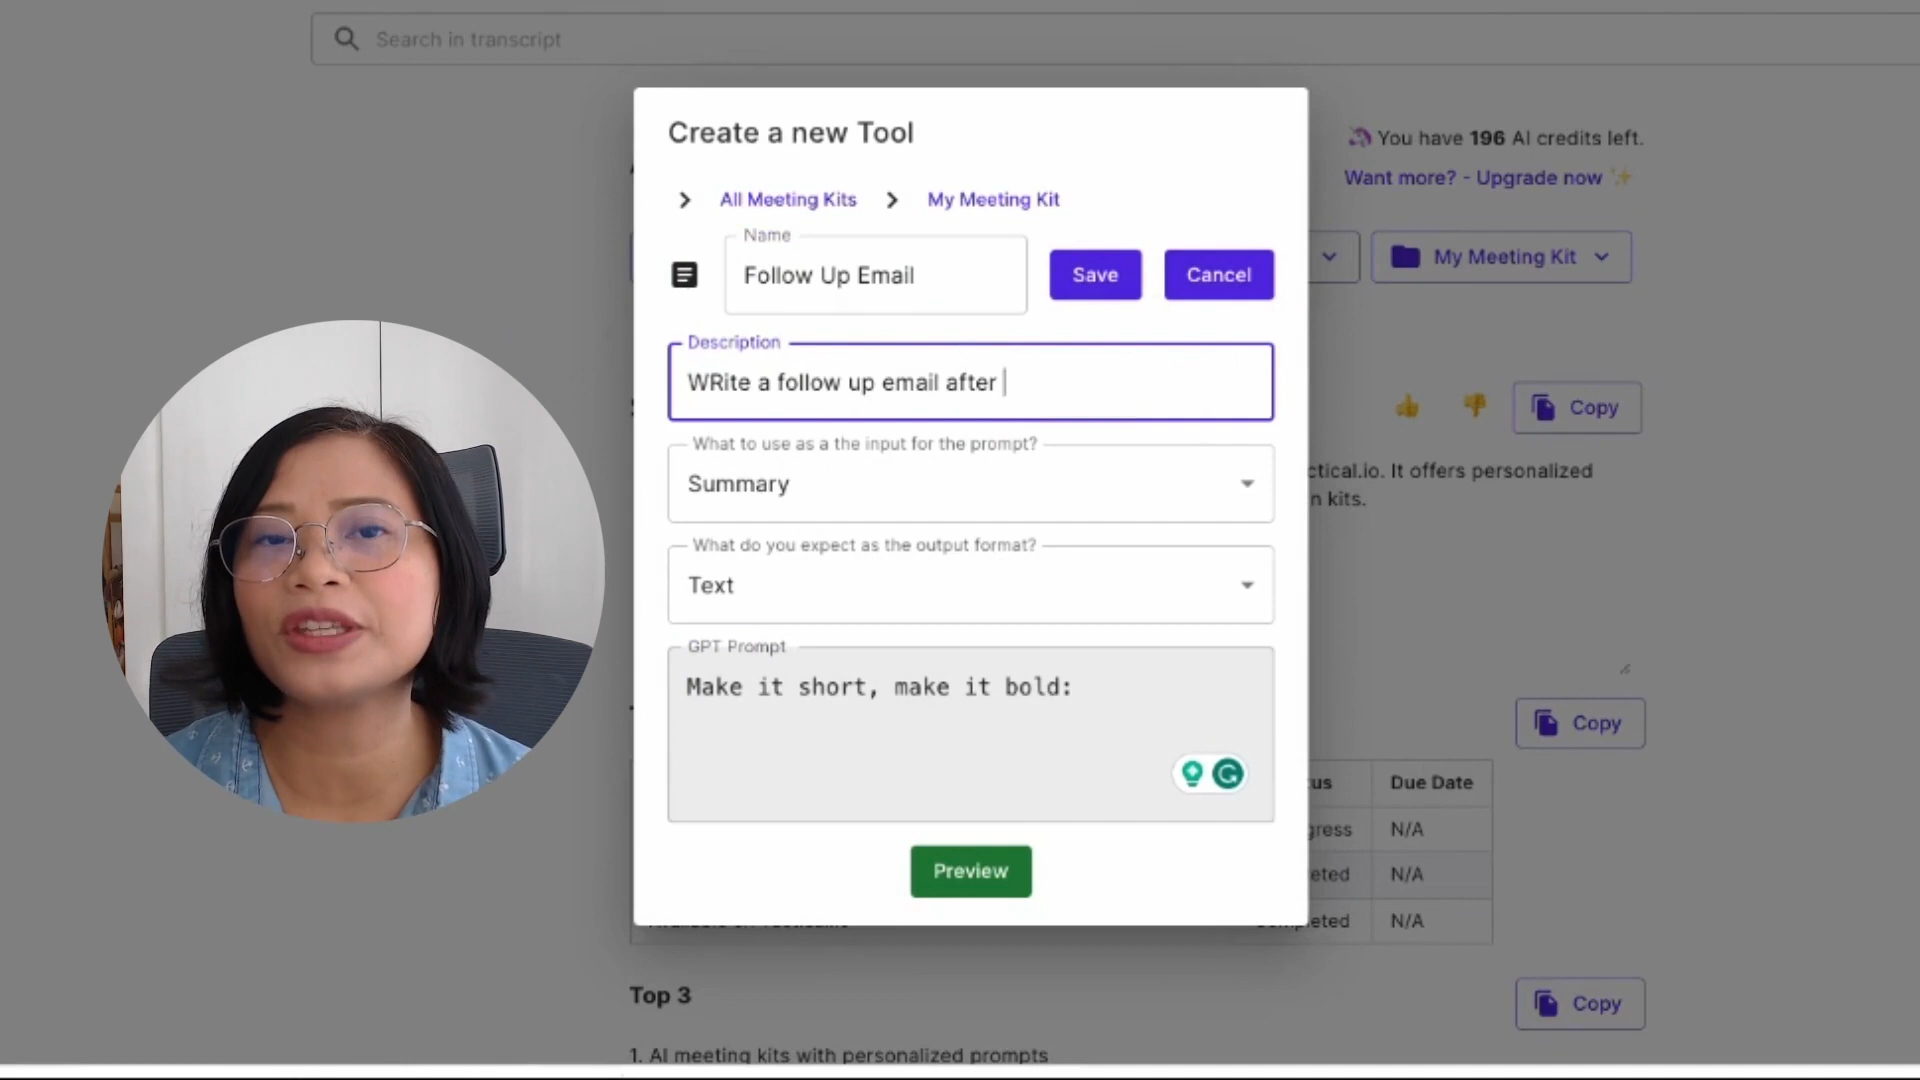 Search in transcript
Create a new Tool
You have 196 AI credits left.
Want more? - Upgrade now
All Meeting Kits
My Meeting Kit
Name
Follow Up Email
Save
Cancel
My Meeting Kit
Description
WRite a follow up email after
Copy
What to use as a the input for the prompt?
Summary
ctical.io. It offers personalized
n kits.
What do you expect as the output format?
Text
GPT Prompt
Make it short, make it bold:
Copy
us
Due Date
gress
N/A
Preview
eted
N/A
eted
N/A
Top 3
Copy
1. AI meeting kits with personalized prompts